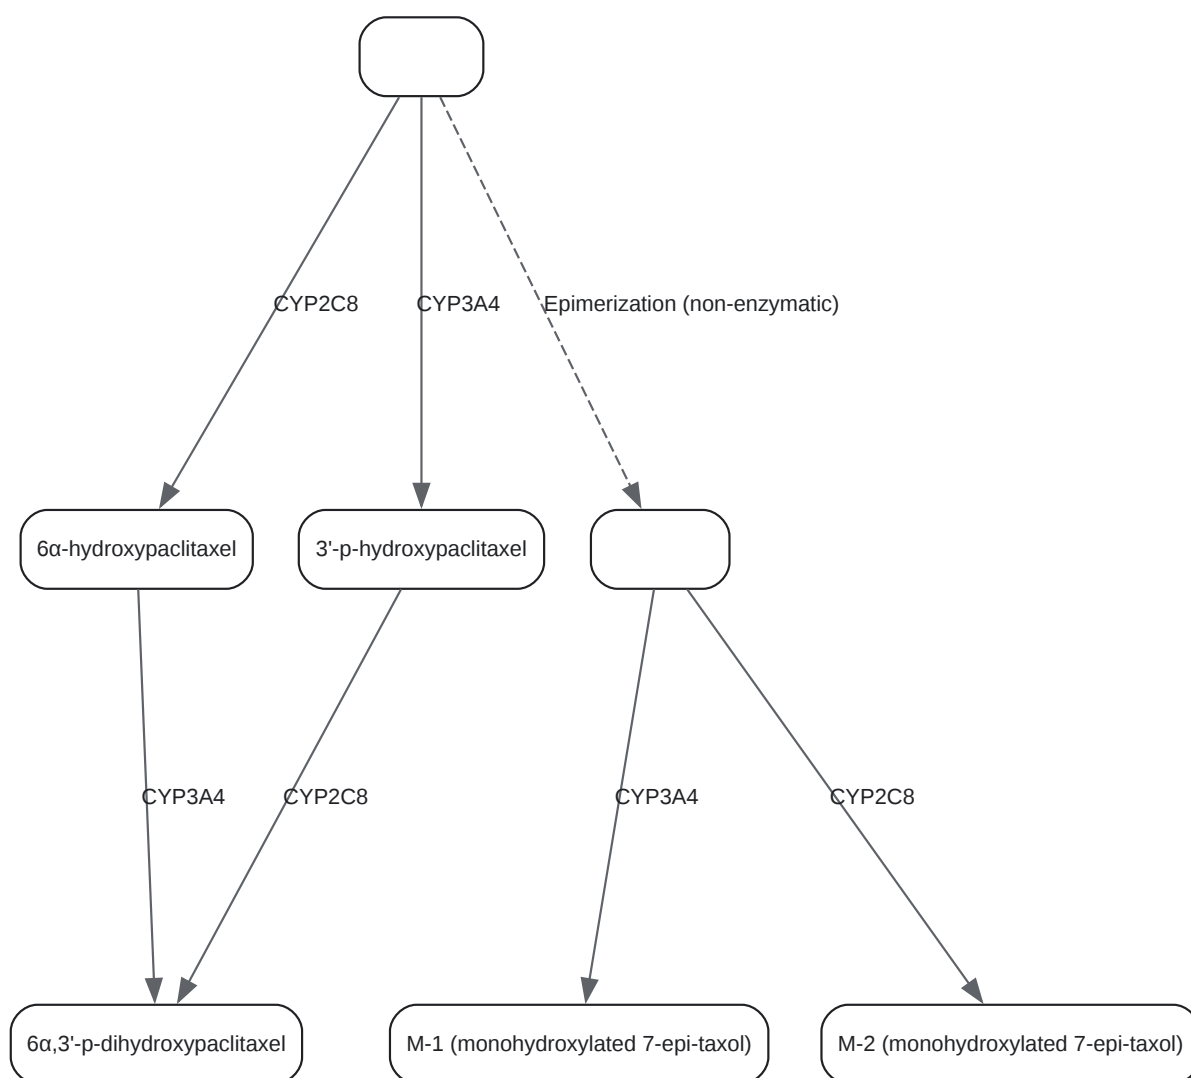 CYP2C8
CYP3A4
Epimerization (non-enzymatic)
6α-hydroxypaclitaxel
3'-p-hydroxypaclitaxel
CYP3A4
CYP2C8
CYP3A4
CYP2C8
6α,3'-p-dihydroxypaclitaxel
M-1 (monohydroxylated 7-epi-taxol)
M-2 (monohydroxylated 7-epi-taxol)